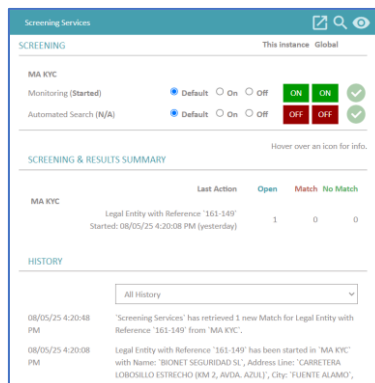 Screening Services
SCREENING This instance Global
MA KYC
Monitoring (Started) Default On Off ON ON
Automated Search (N/A) Default On Off OFF OFF
Hover over an icon for info.
SCREENING & RESULTS SUMMARY
Last Action Open Match No Match
MA KYC
Legal Entity with Reference '161-149'
Started: 08/05/25 4:20:08 PM (yesterday) 1 0 0
HISTORY
All History
08/05/25 4:20:48 'Screening Services' has retrieved 1 new Match for Legal Entity with
PM Reference '161-149' from 'MA KYC'.
08/05/25 4:20:08 Legal Entity with Reference '161-149' has been started in 'MA KYC'
PM with Name: 'BIONET SEGURIDAD SL', Address Line: 'CARRETERA
LOBOSILLO ESTRECHO (KM 2, AVDA. AZUL)', City: 'FUENTE ALAMO',